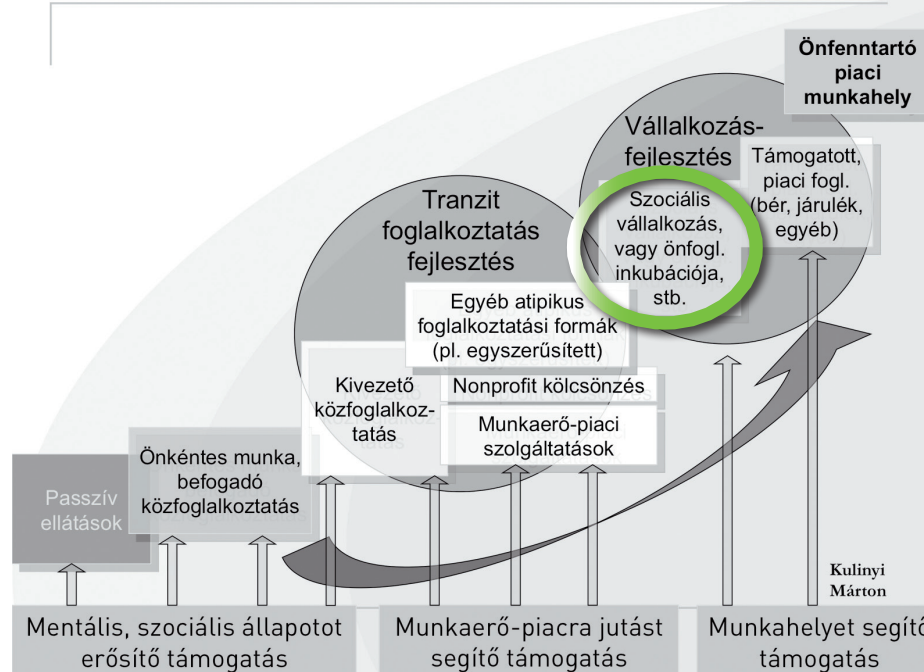 Önfenntartó
piaci
munkahely
Vállalkozás-
fejlesztés
Támogatott,
piaci fogl.
(bér, járulék,
egyéb)
Szociális
vállalkozás,
vagy önfogl.
inkubációja,
stb.
Tranzit
foglalkoztatás
fejlesztés
Egyéb atipikus
foglalkoztatási formák
(pl. egyszerűsített)
Nonprofit kölcsönzés
Munkaerő-piaci
szolgáltatások
Kivezető
közfoglalkoz-
tatás
Önkéntes munka,
befogadó
közfoglalkoztatás
Passzív
ellátások
Kulinyi
Márton
Mentális, szociális állapotot
erősítő támogatás
Munkaerő-piacra jutást
segítő támogatás
Munkahelyet segítő
támogatás